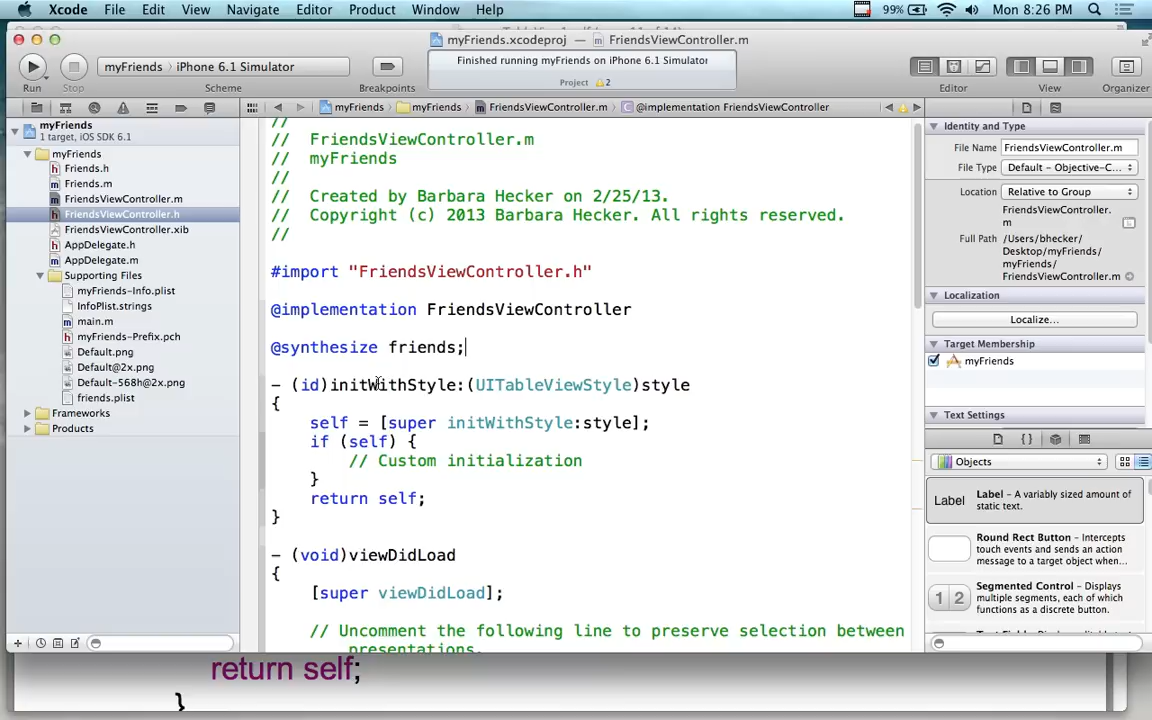 Xcode File Edit View Navigate Editor Product Window Help 99% Mon 8:26 PM
myFriends.xcodeproj — FriendsViewController.m
Run Stop myFriends iPhone 6.1 Simulator Scheme Breakpoints
Finished running myFriends on iPhone 6.1 Simulator
Project 2
Editor View Organizer
myFriends myFriends FriendsViewController.m @implementation FriendsViewController
myFriends
1 target, iOS SDK 6.1
myFriends
Friends.h
Friends.m
FriendsViewController.m
FriendsViewController.h
FriendsViewController.xib
AppDelegate.h
AppDelegate.m
Supporting Files
myFriends-Info.plist
InfoPlist.strings
main.m
myFriends-Prefix.pch
Default.png
Default@2x.png
Default-568h@2x.png
friends.plist
Frameworks
Products
//
// FriendsViewController.m
// myFriends
//
// Created by Barbara Hecker on 2/25/13.
// Copyright (c) 2013 Barbara Hecker. All rights reserved.
//
#import "FriendsViewController.h"
@implementation FriendsViewController
@synthesize friends;
- (id)initWithStyle:(UITableViewStyle)style
{
self = [super initWithStyle:style];
if (self) {
// Custom initialization
}
return self;
}
- (void)viewDidLoad
{
[super viewDidLoad];
// Uncomment the following line to preserve selection between
presentations.
Identity and Type
File Name FriendsViewController.m
File Type Default - Objective-C...
Location Relative to Group
FriendsViewController.
m
Full Path /Users/bhecker/
Desktop/myFriends/
myFriends/
FriendsViewController.m
Localization
Localize...
Target Membership
myFriends
Text Settings
Objects
Label Label - A variably sized amount of
static text.
Round Rect Button - Intercepts
touch events and sends an action
message to a target object when...
1 2 Segmented Control - Displays
multiple segments, each of which
functions as a discrete button.
return self;
}